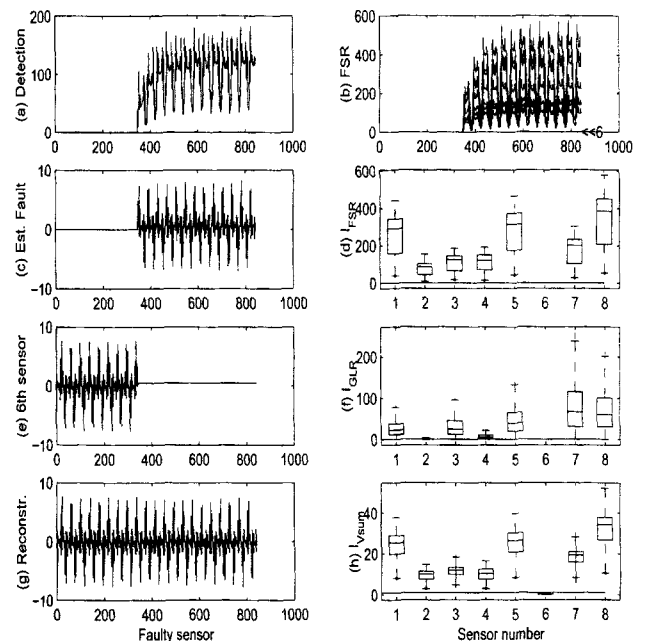 200
100
0
(a) Detection
0 200 400 600 800 1000
600
400
200
0
(b) FSR
<<6
0 200 400 600 800 1000
10
0
-10
(c) Est. Fault
0 200 400 600 800 1000
600
400
200
0
(d) I_FSR
1 2 3 4 5 6 7 8
10
0
-10
(e) 6th sensor
0 200 400 600 800 1000
200
100
0
(f) I_GLR
1 2 3 4 5 6 7 8
10
0
-10
(g) Reconstr.
0 200 400 600 800 1000
Faulty sensor
40
20
0
(h) I_Vsum
1 2 3 4 5 6 7 8
Sensor number